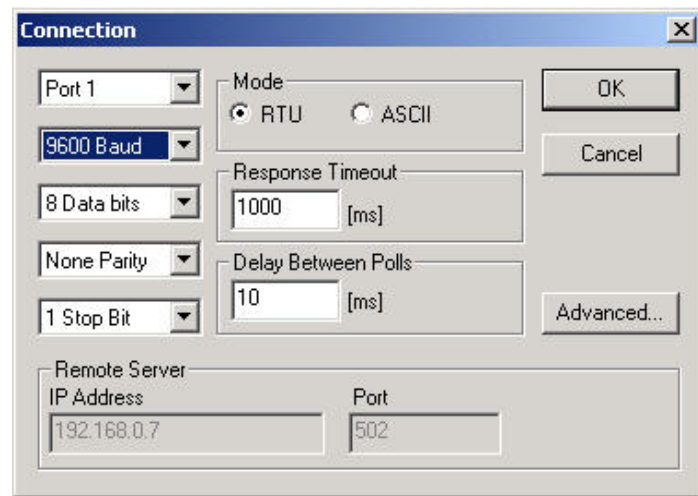 Connection
Port 1
9600 Baud
8 Data bits
None Parity
1 Stop Bit
Mode
RTU ASCII
Response Timeout
1000 [ms]
Delay Between Polls
10 [ms]
OK
Cancel
Advanced...
Remote Server
IP Address Port
192.168.0.7 502